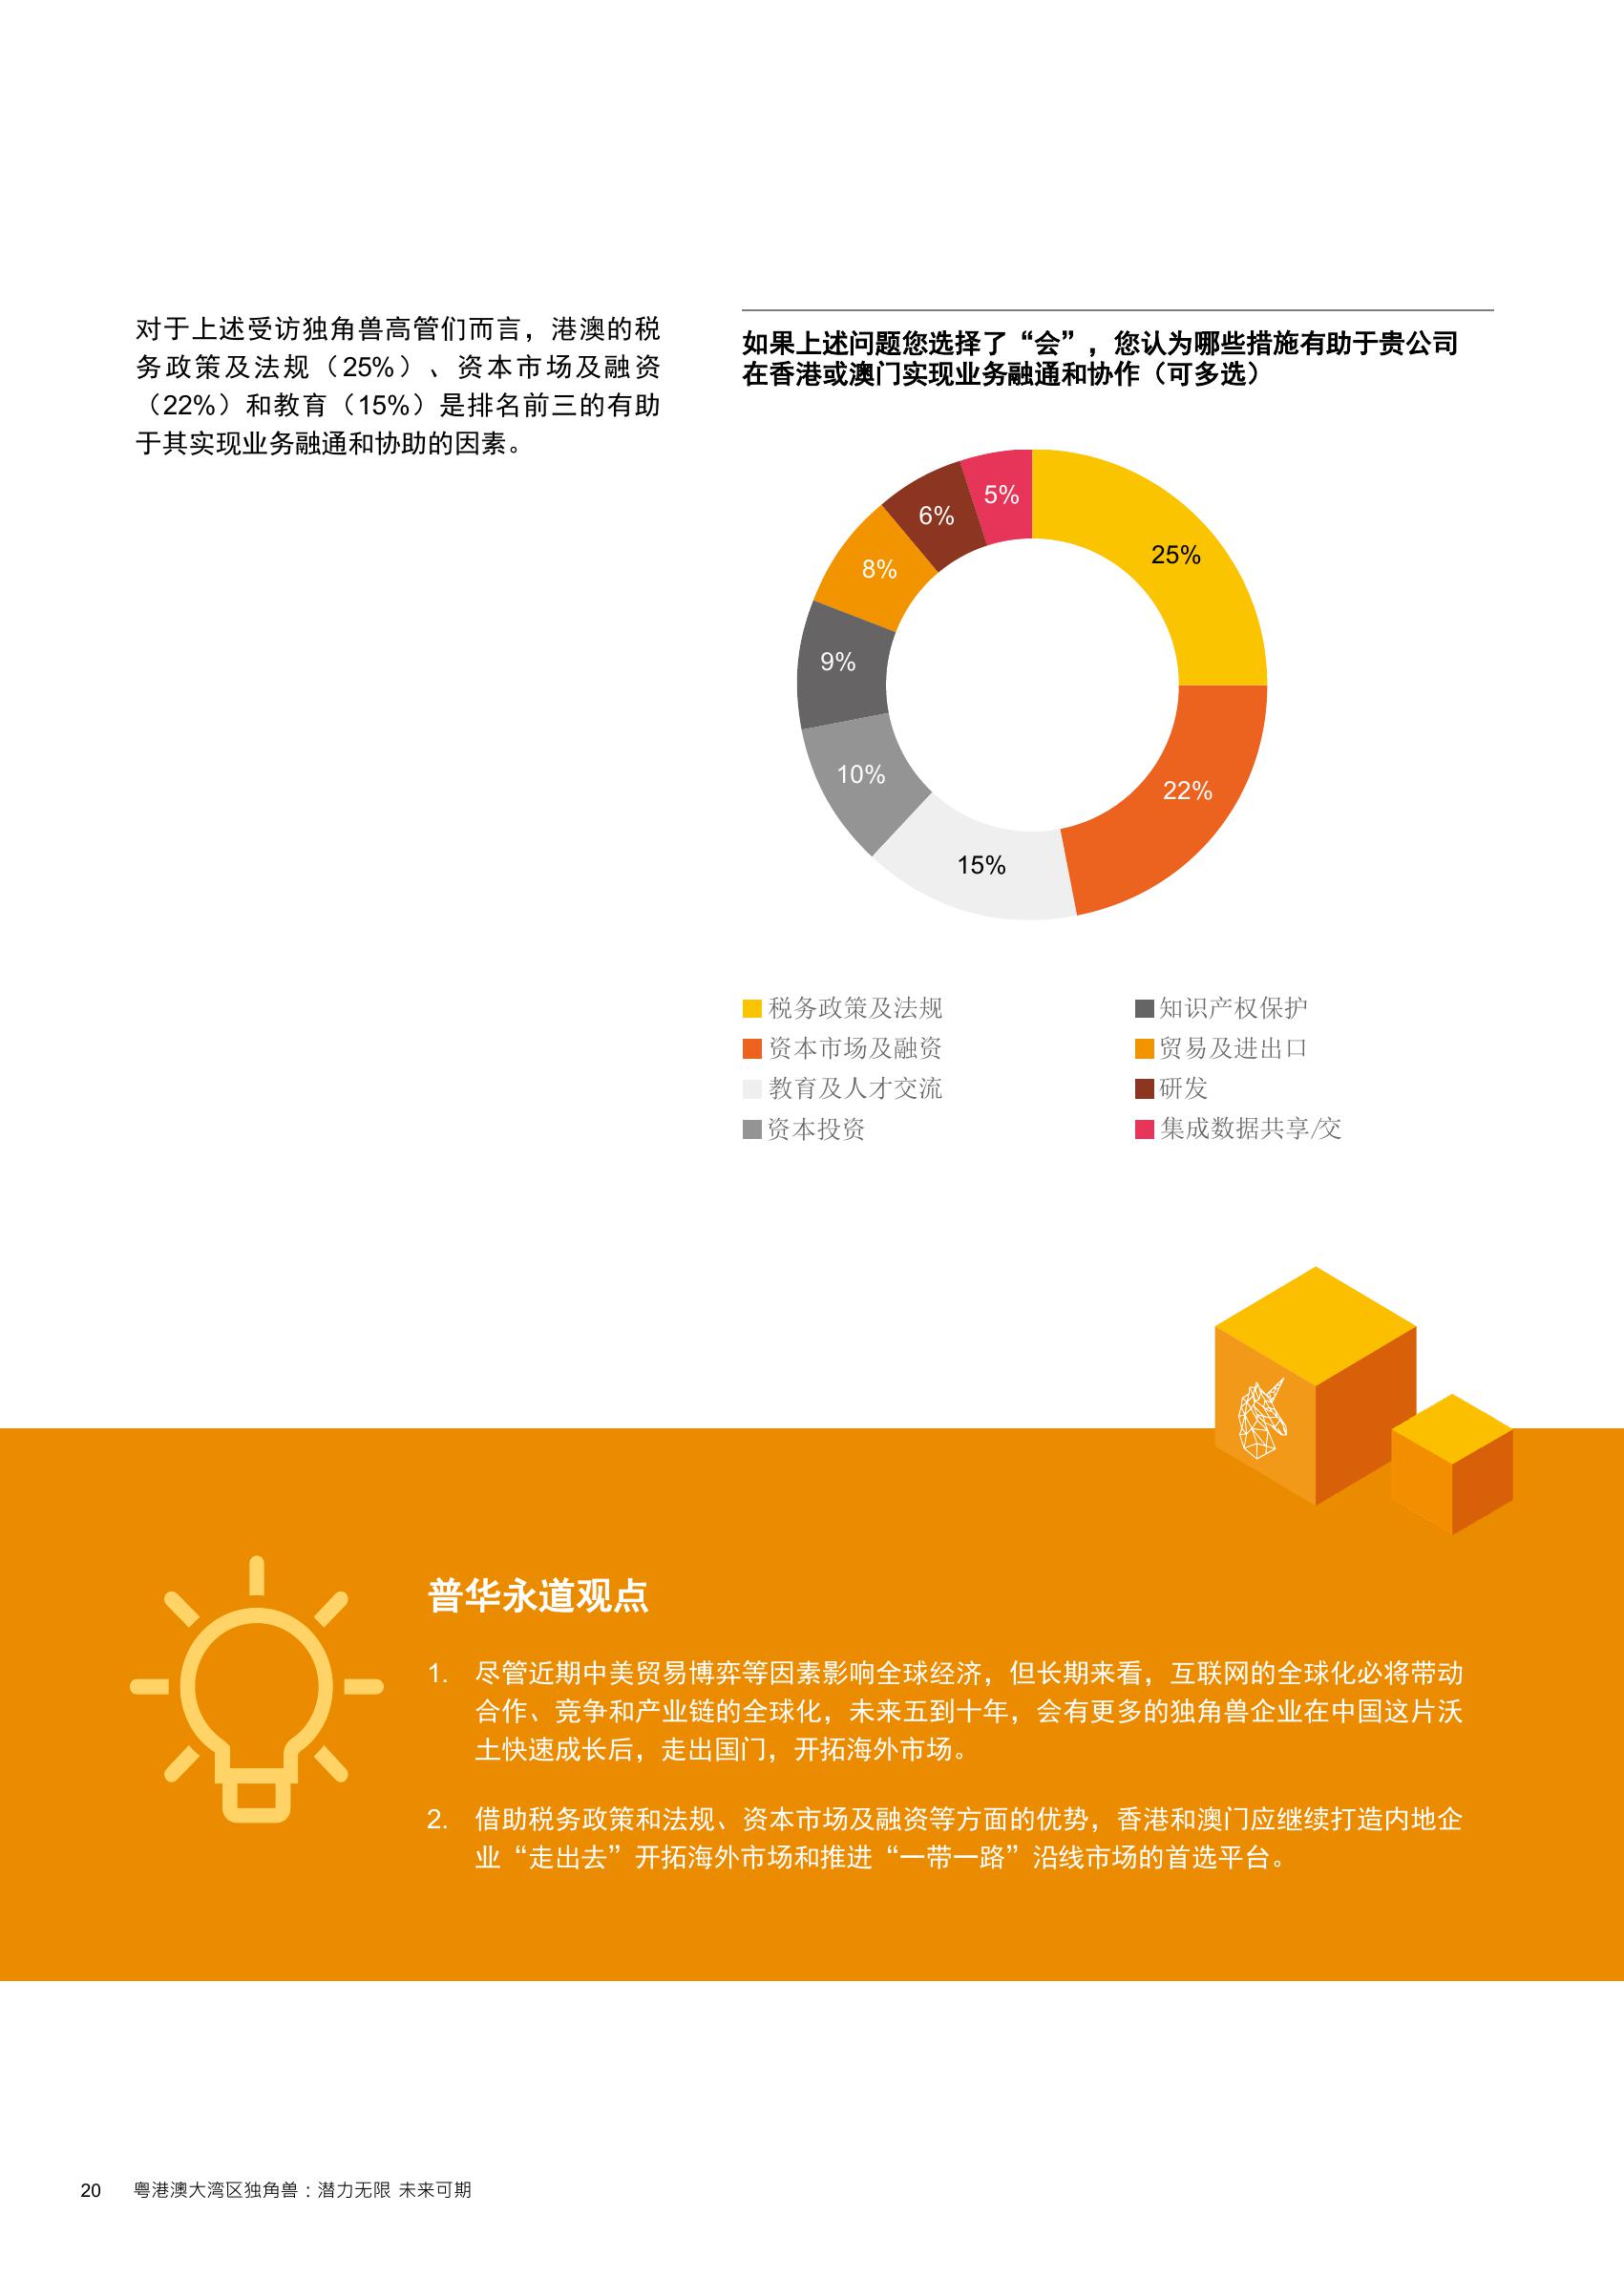 对于上述受访独角兽高管们而言，港澳的税
务政策及法规（25%）、资本市场及融资
（22%）和教育（15%）是排名前三的有助
于其实现业务融通和协助的因素。
如果上述问题您选择了“会”，您认为哪些措施有助于贵公司
在香港或澳门实现业务融通和协作（可多选）
5%
6%
25%
8%
9%
10%
22%
15%
税务政策及法规
资本市场及融资
教育及人才交流
资本投资
知识产权保护
贸易及进出口
研发
集成数据共享/交
普华永道观点
1. 尽管近期中美贸易博弈等因素影响全球经济，但长期来看，互联网的全球化必将带动
合作、竞争和产业链的全球化，未来五到十年，会有更多的独角兽企业在中国这片沃
土快速成长后，走出国门，开拓海外市场。
2. 借助税务政策和法规、资本市场及融资等方面的优势，香港和澳门应继续打造内地企
业“走出去”开拓海外市场和推进“一带一路”沿线市场的首选平台。
20 粤港澳大湾区独角兽：潜力无限 未来可期